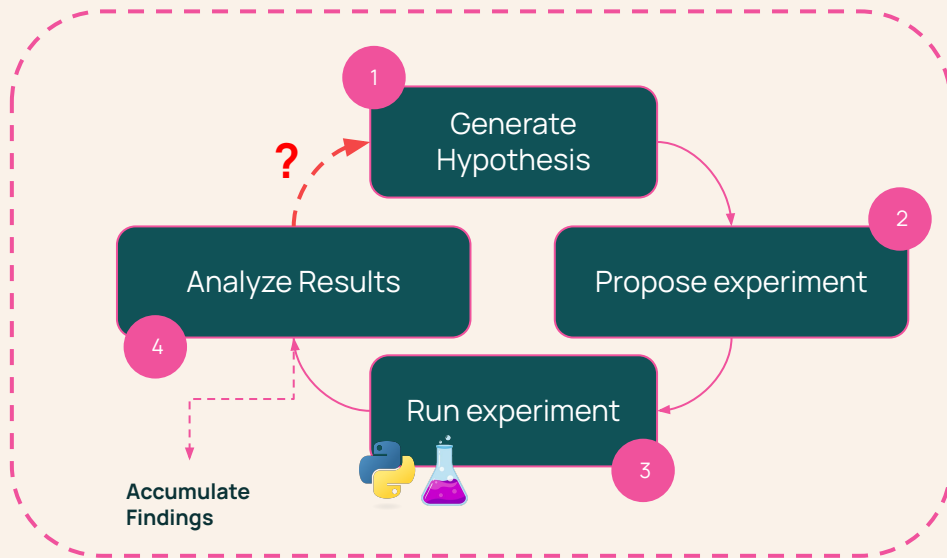 1
Generate
Hypothesis
?
2
Propose experiment
Analyze Results
4
Run experiment
3
Accumulate
Findings